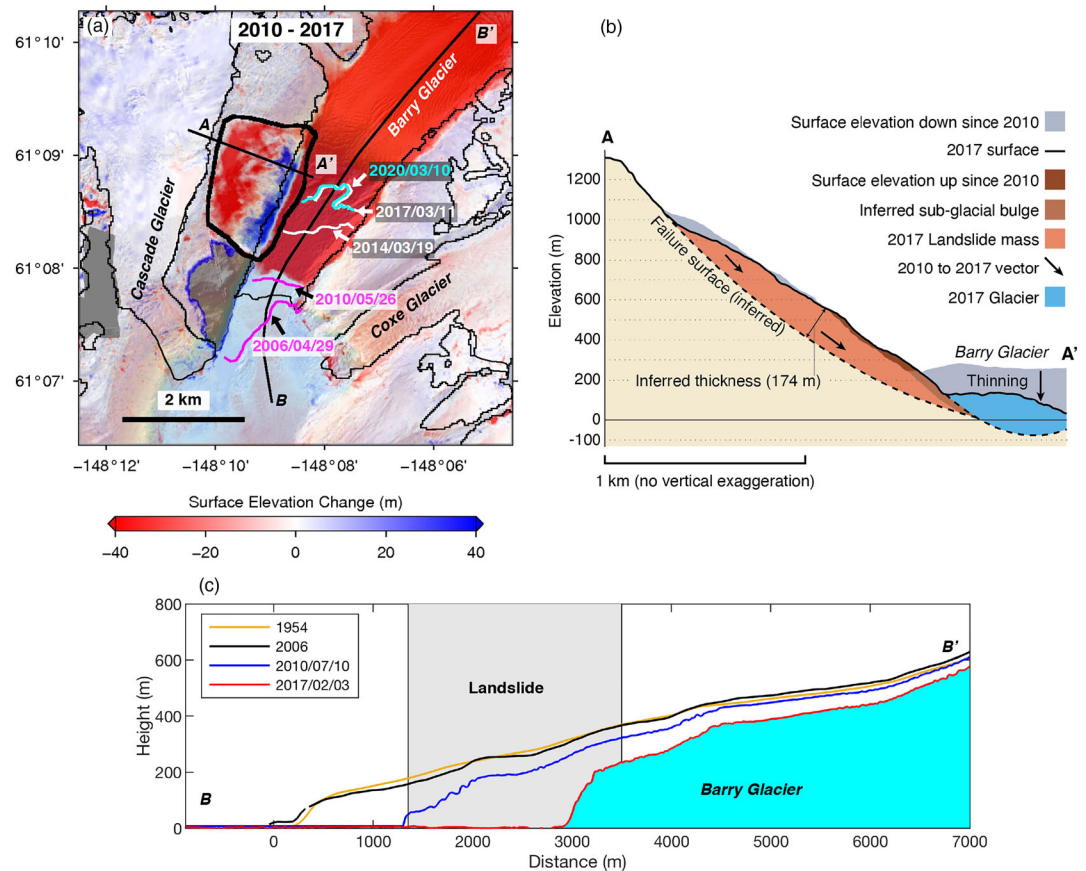 (a)
2010 - 2017
B'
Barry Glacier
A
A'
2020/03/10
2017/03/11
2014/03/19
Cascade Glacier
2010/05/26
Coxe Glacier
2006/04/29
2 km
B
61°10'
61°09'
61°08'
61°07'
−148°12'
−148°10'
−148°08'
−148°06'
Surface Elevation Change (m)
−40
−20
0
20
40
(b)
Surface elevation down since 2010
2017 surface
Surface elevation up since 2010
Inferred sub-glacial bulge
2017 Landslide mass
2010 to 2017 vector
2017 Glacier
A
1200
1000
800
600
400
200
0
-100
Elevation (m)
Failure surface (inferred)
Inferred thickness (174 m)
Barry Glacier
A'
Thinning
1 km (no vertical exaggeration)
(c)
800
600
400
200
0
Height (m)
1954
2006
2010/07/10
2017/02/03
Landslide
B'
B
Barry Glacier
0
1000
2000
3000
4000
5000
6000
7000
Distance (m)